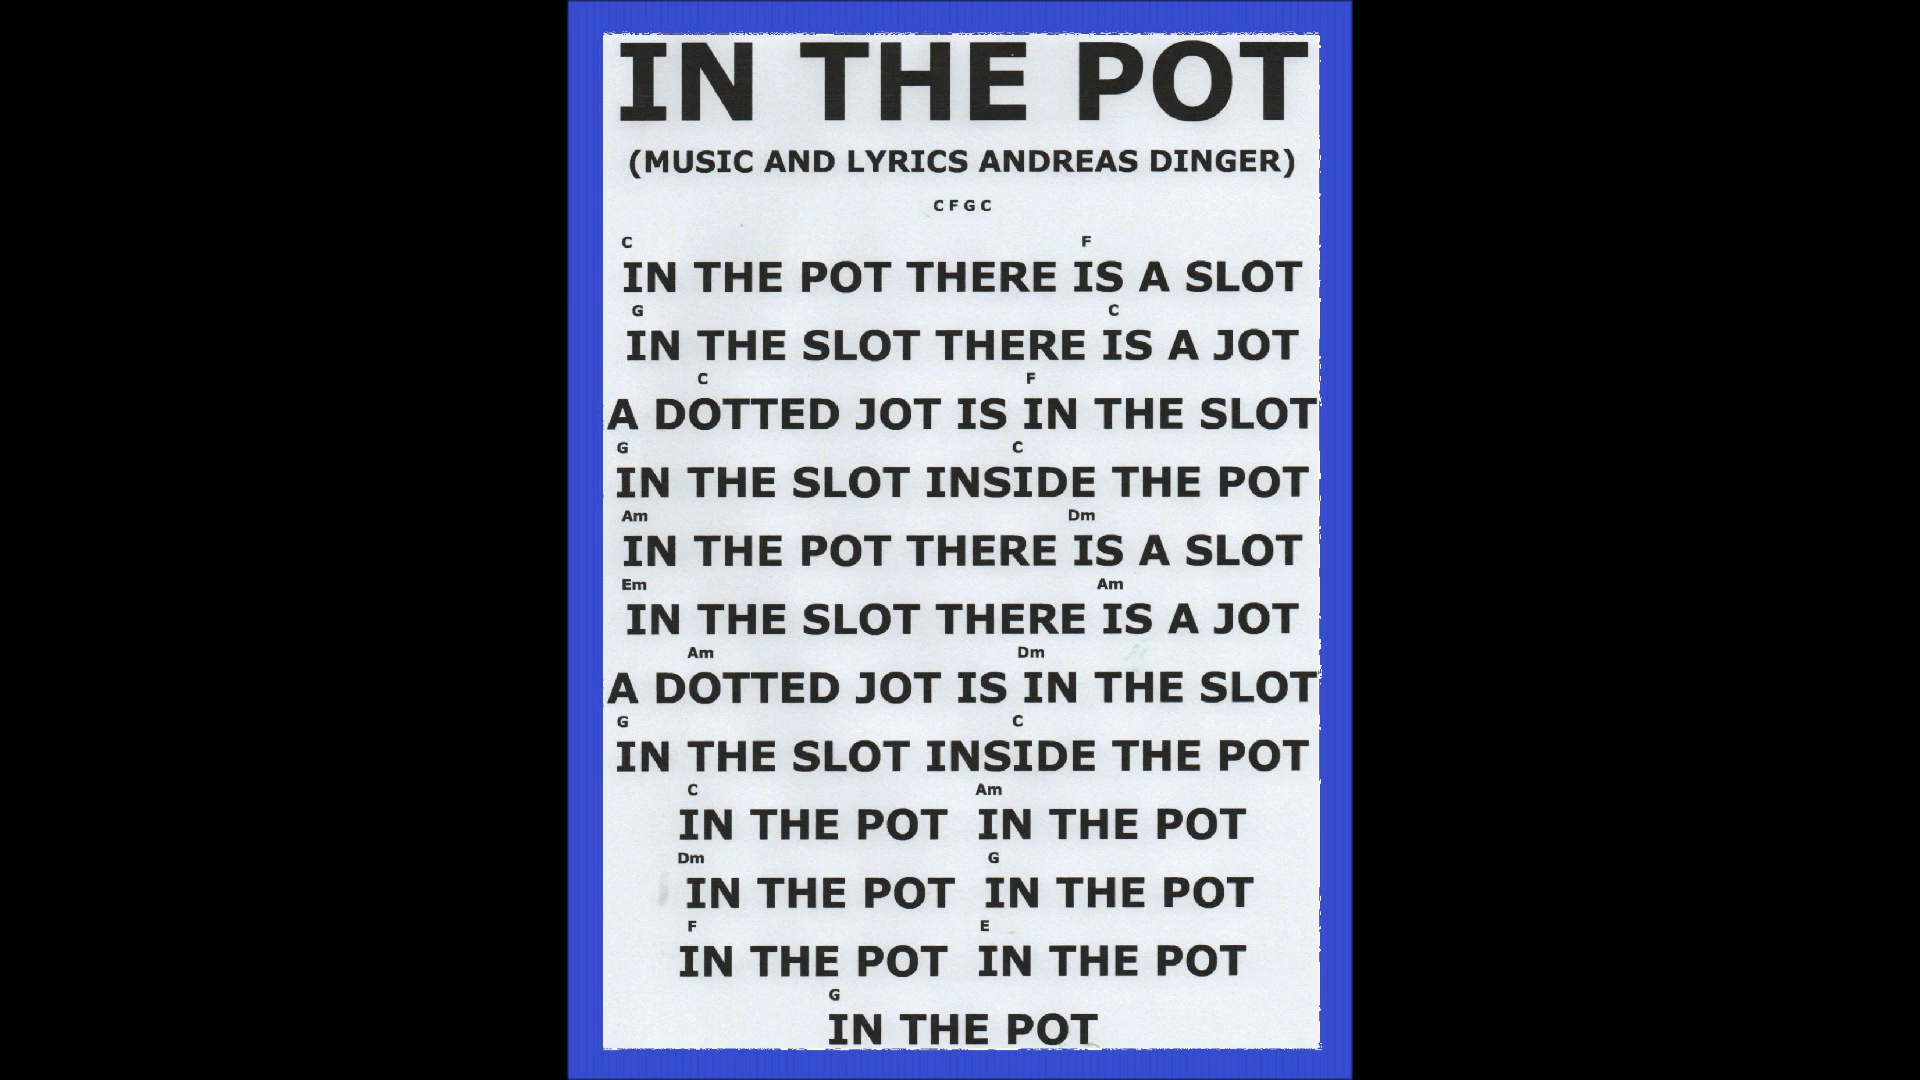 IN THE POT
(MUSIC AND LYRICS ANDREAS DINGER)
C F G C
C F
IN THE POT THERE IS A SLOT
G C
IN THE SLOT THERE IS A JOT
C F
A DOTTED JOT IS IN THE SLOT
G C
IN THE SLOT INSIDE THE POT
Am Dm
IN THE POT THERE IS A SLOT
Em Am
IN THE SLOT THERE IS A JOT
Am Dm
A DOTTED JOT IS IN THE SLOT
G C
IN THE SLOT INSIDE THE POT
C Am
IN THE POT IN THE POT
Dm G
IN THE POT IN THE POT
F E
IN THE POT IN THE POT
G
IN THE POT